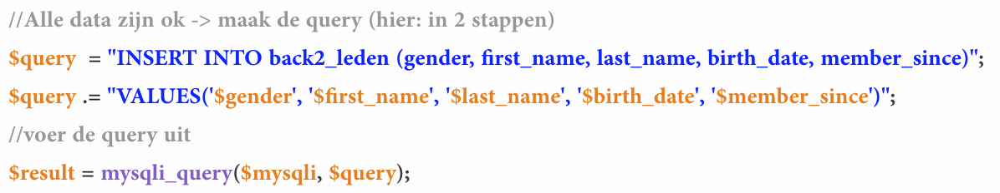 //Alle data zijn ok -> maak de query (hier: in 2 stappen)
$query = "INSERT INTO back2_leden (gender, first_name, last_name, birth_date, member_since)";
$query .= "VALUES('$gender', '$first_name', '$last_name', '$birth_date', '$member_since')";
//voer de query uit
$result = mysqli_query($mysqli, $query);